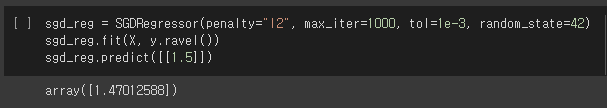 [ ] sgd_reg = SGDRegressor(penalty="l2", max_iter=1000, tol=1e-3, random_state=42)
sgd_reg.fit(X, y.ravel())
sgd_reg.predict([[1.5]])
array([1.47012588])